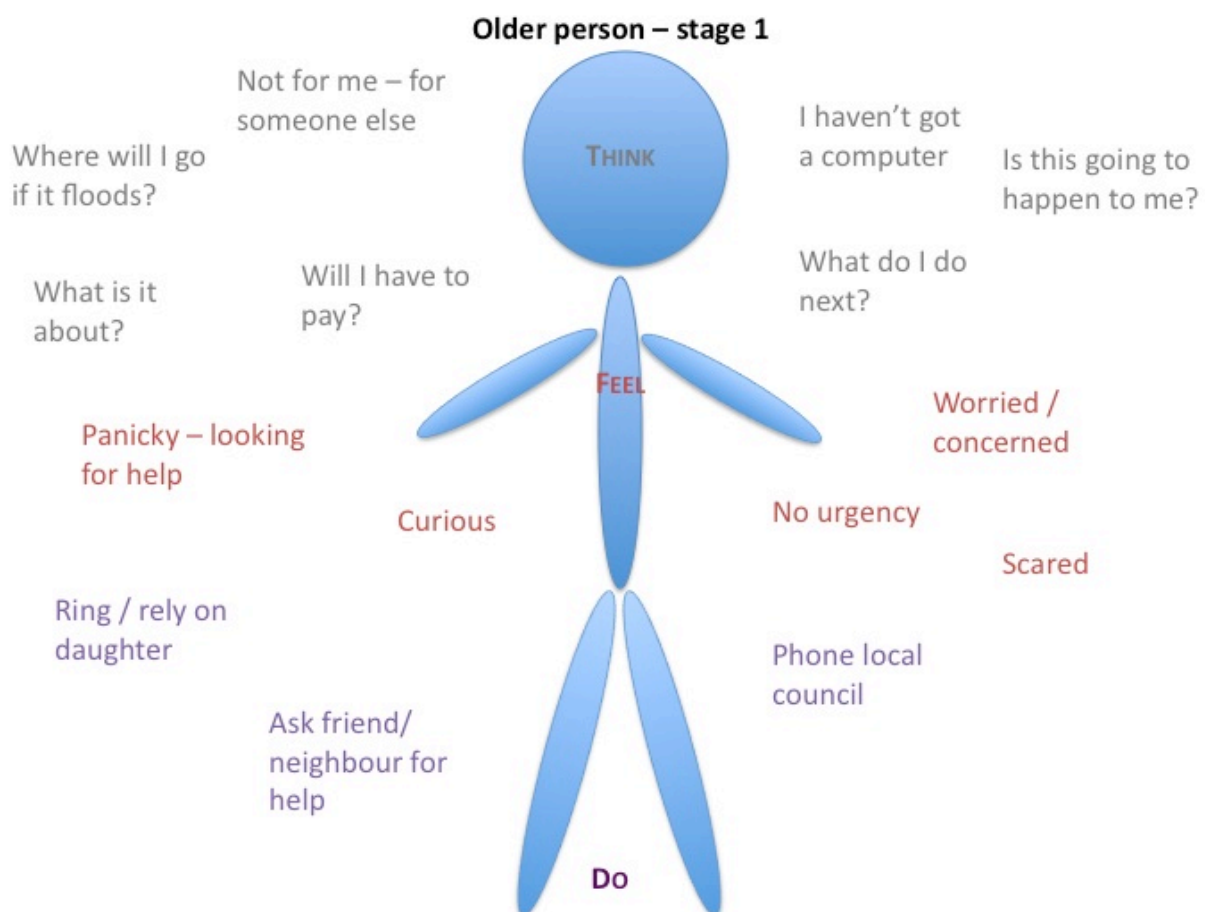 Older person – stage 1
Not for me – for
someone else
THINK
I haven't got
a computer
Where will I go
if it floods?
Is this going to
happen to me?
What is it
about?
Will I have to
pay?
What do I do
next?
FEEL
Panicky – looking
for help
Worried /
concerned
Curious
No urgency
Scared
Ring / rely on
daughter
Phone local
council
Ask friend/
neighbour for
help
DO